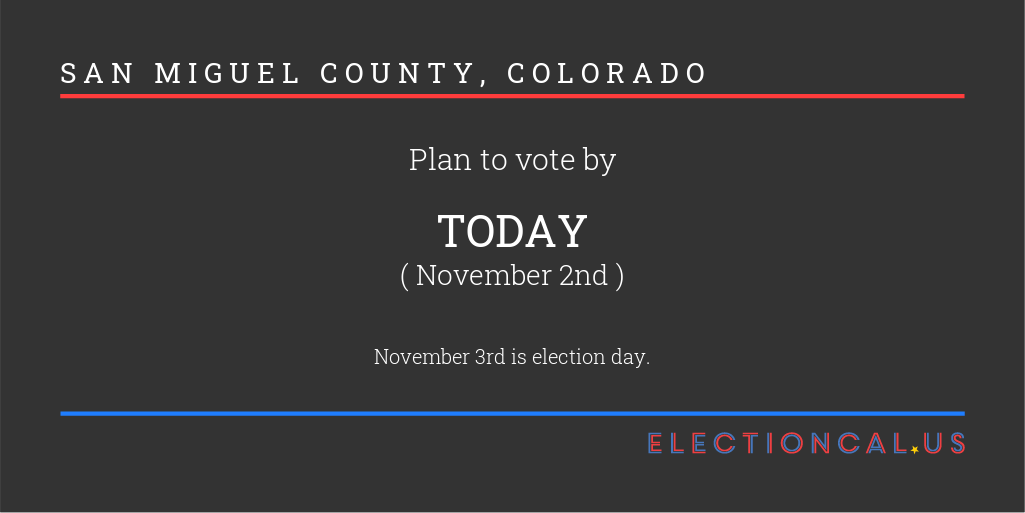 SAN MIGUEL COUNTY, COLORADO
Plan to vote by
TODAY
( November 2nd )
November 3rd is election day.
ELECTIONCAL.US